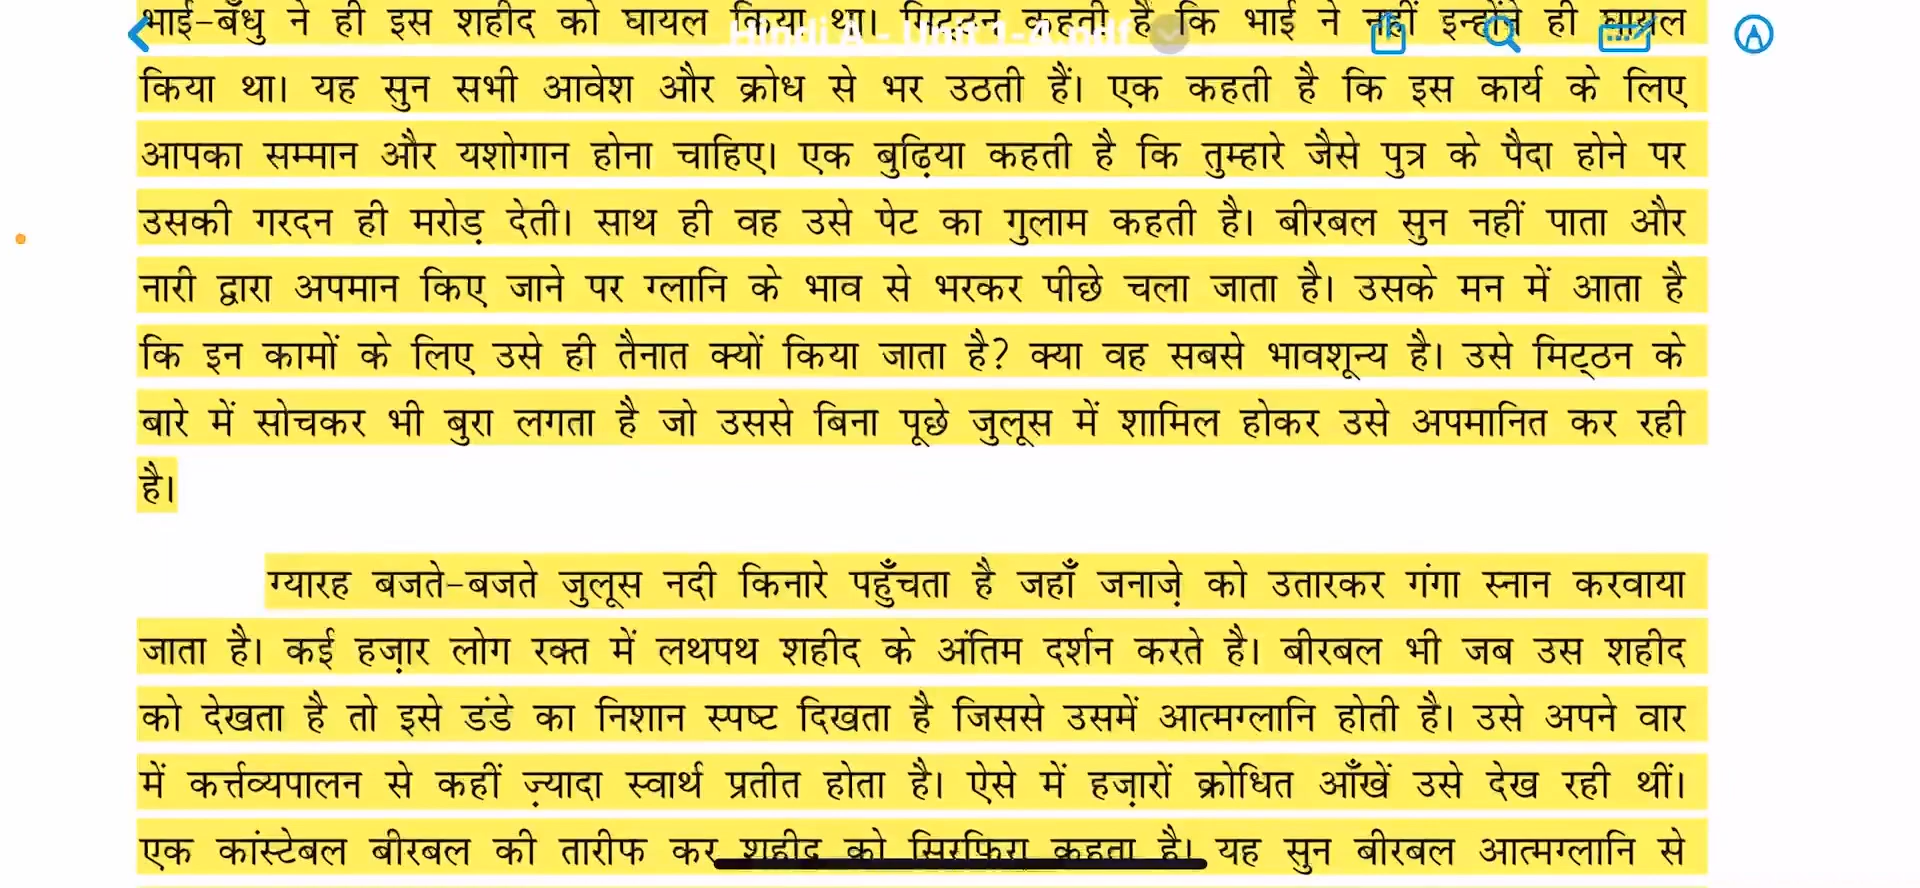 भाई-बँधु ने ही इस शहीद को घायल किया था। मिट्ठन कहती है कि भाई ने नहीं इन्होंने ही घायल
Hindi A - Unit 1-4.pdf
किया था। यह सुन सभी आवेश और क्रोध से भर उठती हैं। एक कहती है कि इस कार्य के लिए
आपका सम्मान और यशोगान होना चाहिए। एक बुढ़िया कहती है कि तुम्हारे जैसे पुत्र के पैदा होने पर
उसकी गरदन ही मरोड़ देती। साथ ही वह उसे पेट का गुलाम कहती है। बीरबल सुन नहीं पाता और
नारी द्वारा अपमान किए जाने पर ग्लानि के भाव से भरकर पीछे चला जाता है। उसके मन में आता है
कि इन कामों के लिए उसे ही तैनात क्यों किया जाता है? क्या वह सबसे भावशून्य है। उसे मिट्ठन के
बारे में सोचकर भी बुरा लगता है जो उससे बिना पूछे जुलूस में शामिल होकर उसे अपमानित कर रही
है।
ग्यारह बजते-बजते जुलूस नदी किनारे पहुँचता है जहाँ जनाज़े को उतारकर गंगा स्नान करवाया
जाता है। कई हज़ार लोग रक्त में लथपथ शहीद के अंतिम दर्शन करते है। बीरबल भी जब उस शहीद
को देखता है तो इसे डंडे का निशान स्पष्ट दिखता है जिससे उसमें आत्मग्लानि होती है। उसे अपने वार
में कर्त्तव्यपालन से कहीं ज़्यादा स्वार्थ प्रतीत होता है। ऐसे में हज़ारों क्रोधित आँखें उसे देख रही थीं।
एक कांस्टेबल बीरबल की तारीफ कर शहीद को सिरफिरा कहता है। यह सुन बीरबल आत्मग्लानि से